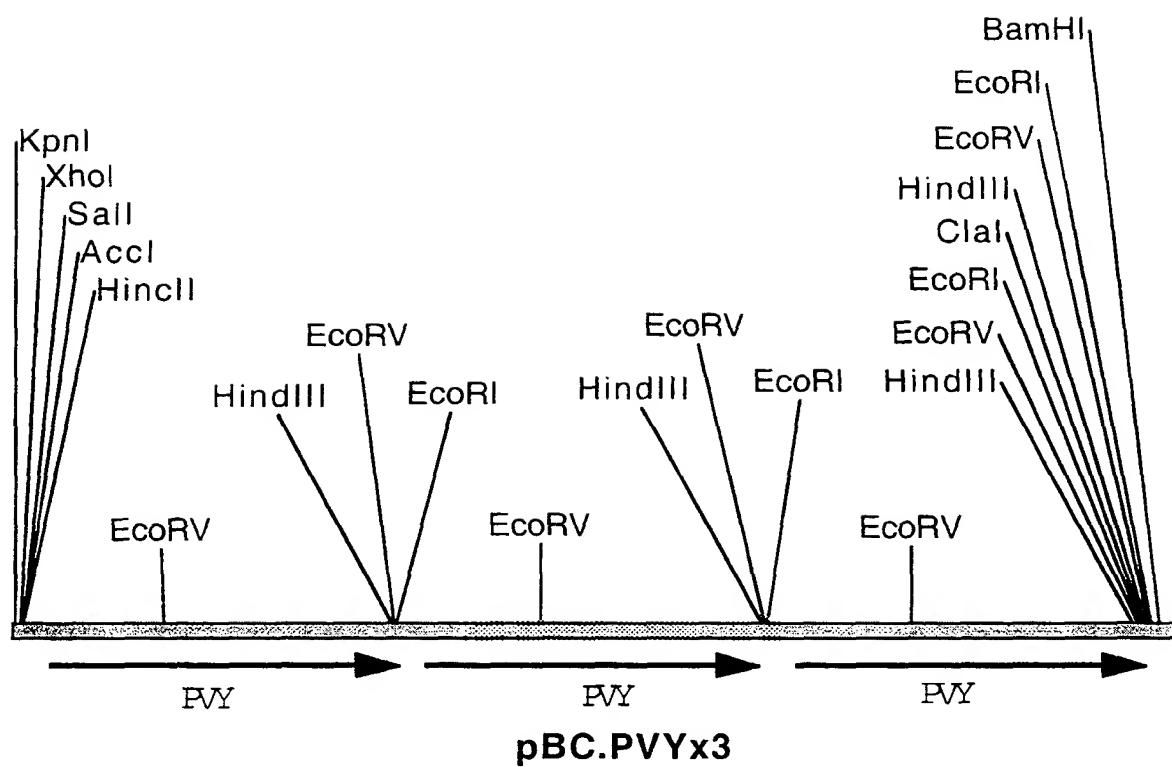 BamHI
EcoRI
KpnI
EcoRV
XhoI
HindIII
SalI
ClaI
AccI
EcoRI
HincII
EcoRV
EcoRV
EcoRV
HindIII
EcoRI
HindIII
EcoRI
HindIII
EcoRV
EcoRV
EcoRV
PVY
PVY
PVY
pBC.PVYx3